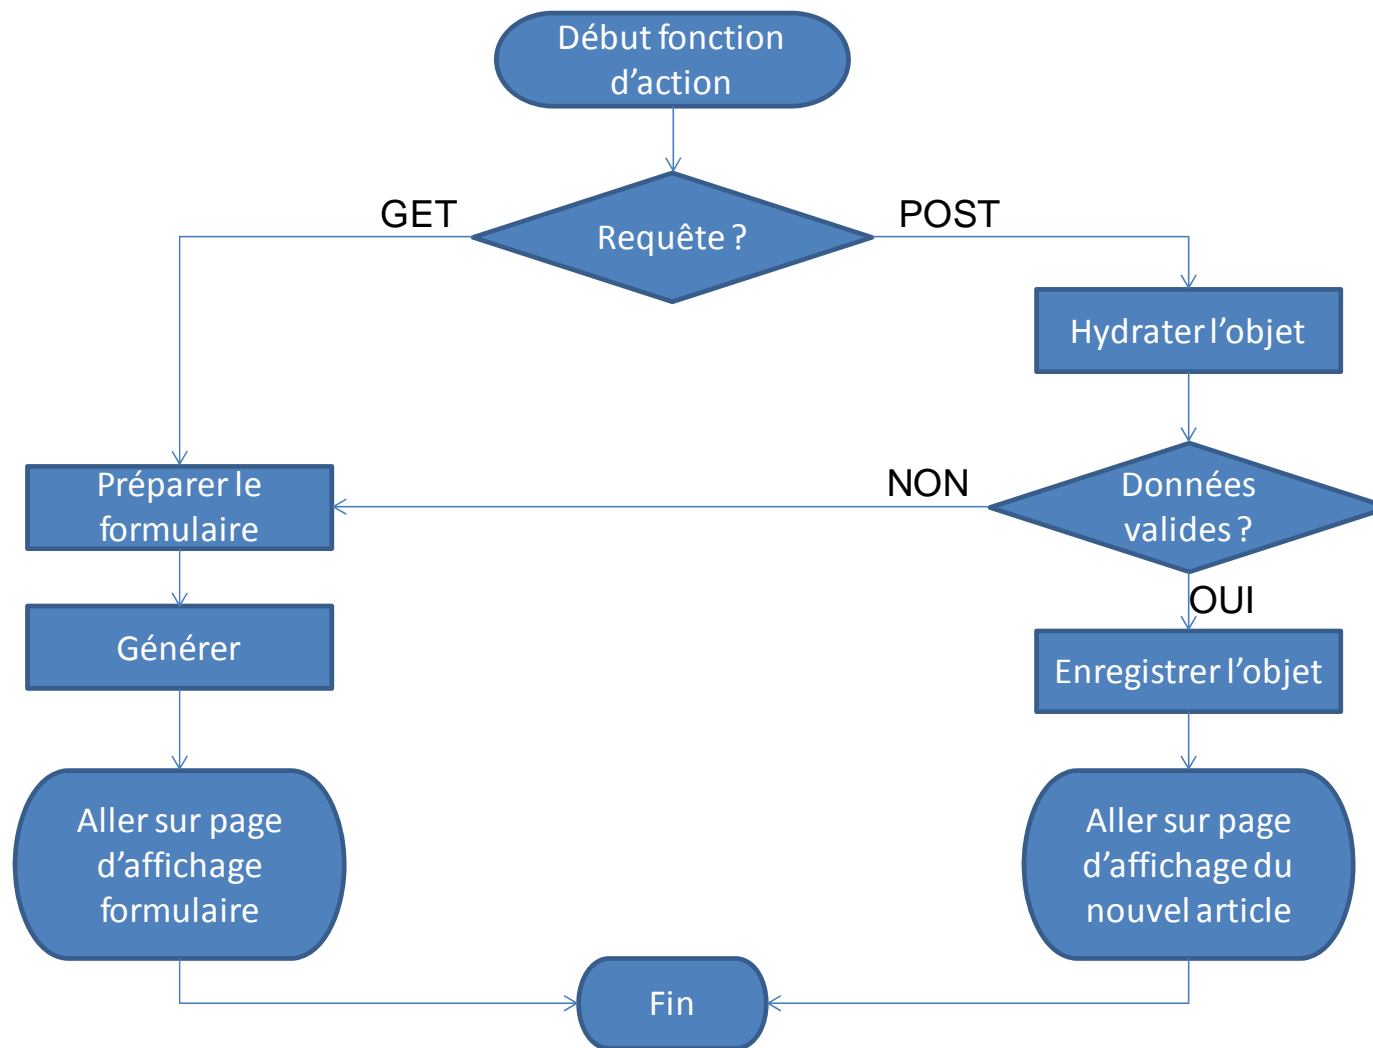 Début fonction
d’action
GET
Requête ?
POST
Hydrater l’objet
Préparer le
formulaire
NON
Données
valides ?
OUI
Générer
Enregistrer l’objet
Aller sur page
d’affichage
formulaire
Aller sur page
d’affichage du
nouvel article
Fin